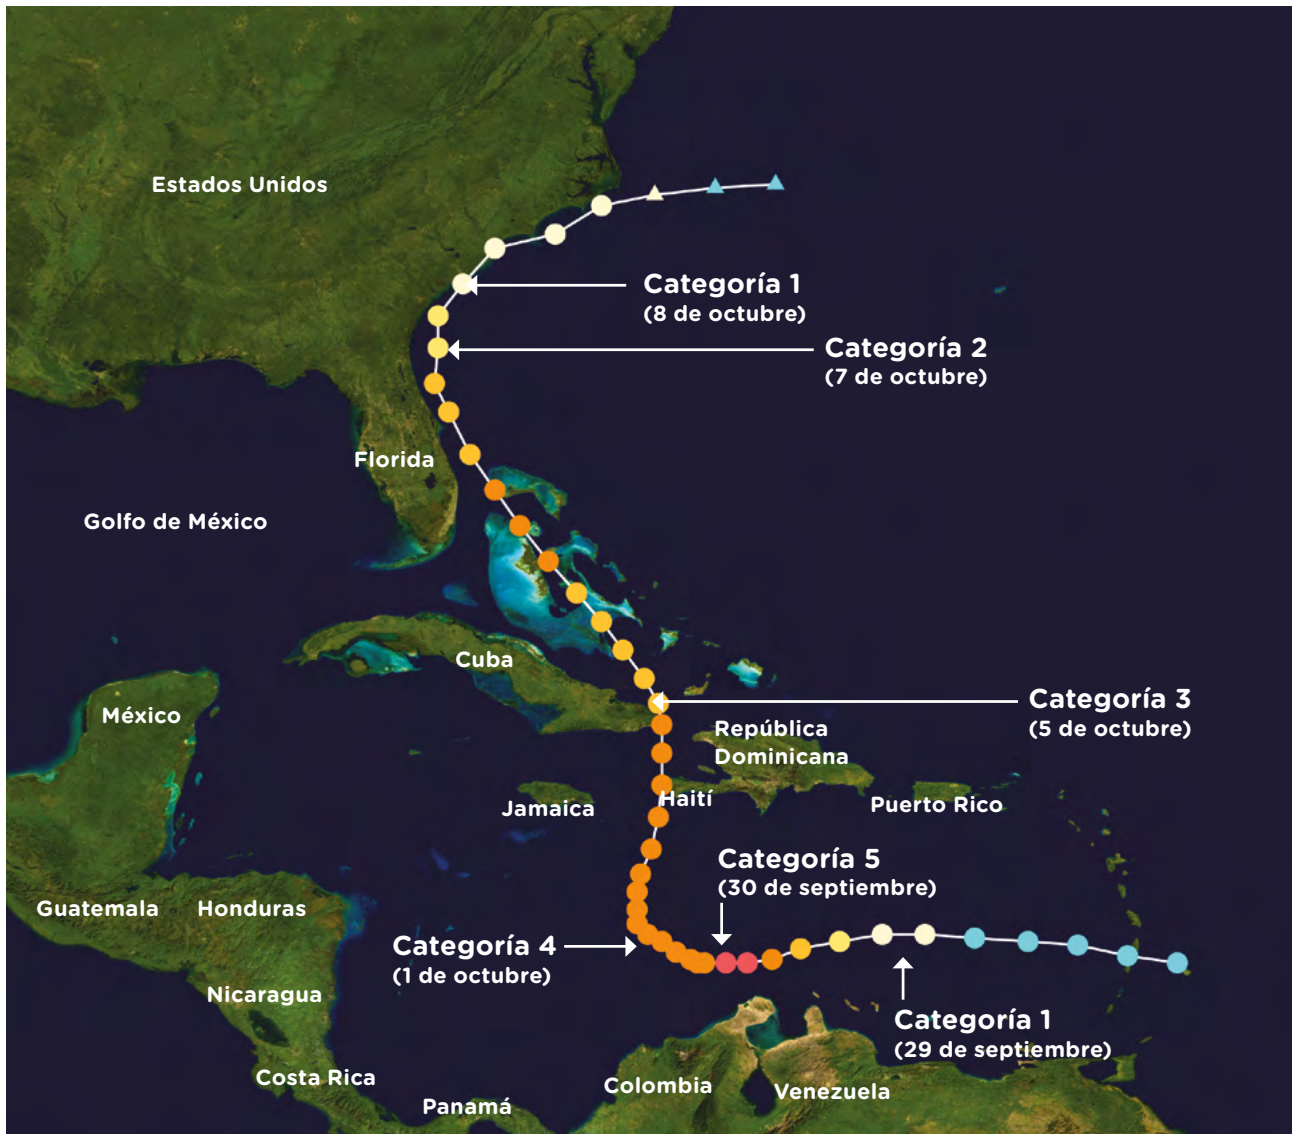 Estados Unidos
Categoría 1
(8 de octubre)
Categoría 2
(7 de octubre)
Florida
Golfo de México
Cuba
México
Categoría 3
(5 de octubre)
República
Dominicana
Haití
Jamaica
Puerto Rico
Categoría 5
(30 de septiembre)
Guatemala
Honduras
Categoría 4
(1 de octubre)
Nicaragua
Categoría 1
(29 de septiembre)
Costa Rica
Colombia
Venezuela
Panamá